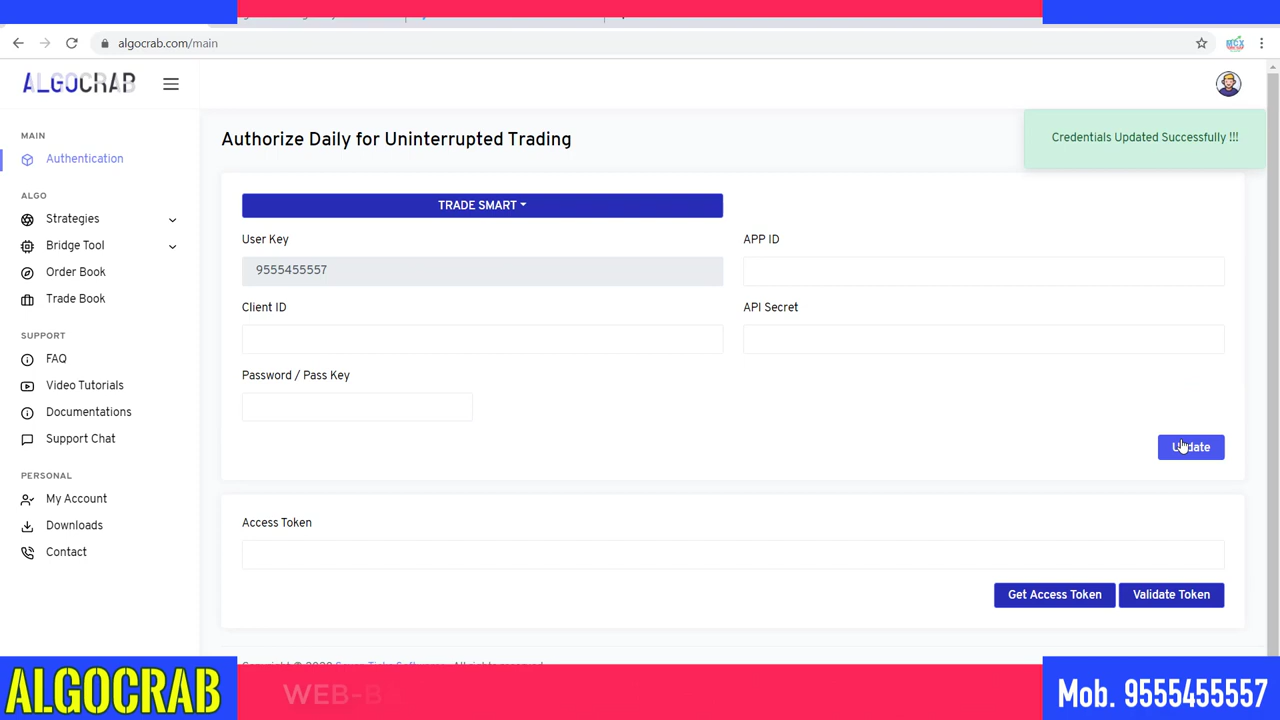 algocrab.com/main
MCX
ALGOCRAB
Authorize Daily for Uninterrupted Trading
Credentials Updated Successfully !!!
MAIN
Authentication
ALGO
Strategies
Bridge Tool
Order Book
Trade Book
SUPPORT
FAQ
Video Tutorials
Documentations
Support Chat
PERSONAL
My Account
Downloads
Contact
TRADE SMART
User Key
APP ID
9555455557
Client ID
API Secret
Password / Pass Key
Update
Access Token
Get Access Token
Validate Token
ALGOCRAB
WEB-BA
Mob. 9555455557